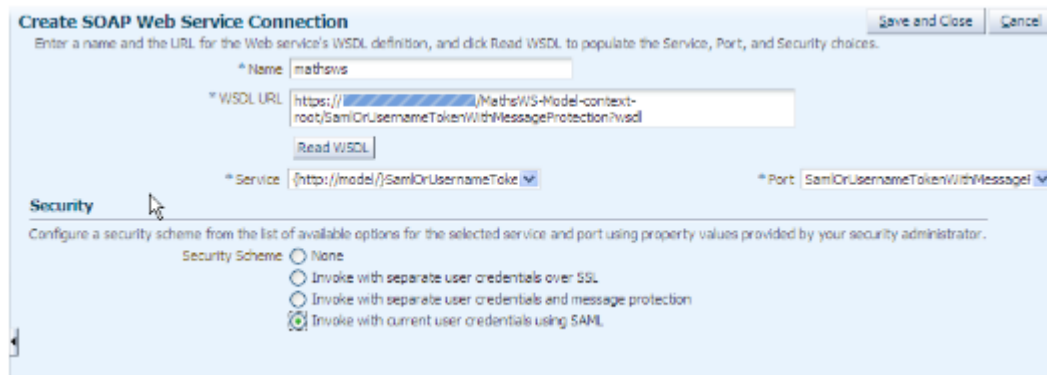 Create SOAP Web Service Connection
Save and Close
Cancel
Enter a name and the URL for the Web service's WSDL definition, and click Read WSDL to populate the Service, Port, and Security choices.
* Name mathsws
* WSDL URL https:// /MathsWS-Model-context-
root/SamlOrUsernameTokenWithMessageProtection?wsdl
Read WSDL
* Service {http://model/}SamlOrUsernameToke
* Port SamlOrUsernameTokenWithMessageF
Security
Configure a security scheme from the list of available options for the selected service and port using property values provided by your security administrator.
Security Scheme None
Invoke with separate user credentials over SSL
Invoke with separate user credentials and message protection
Invoke with current user credentials using SAML